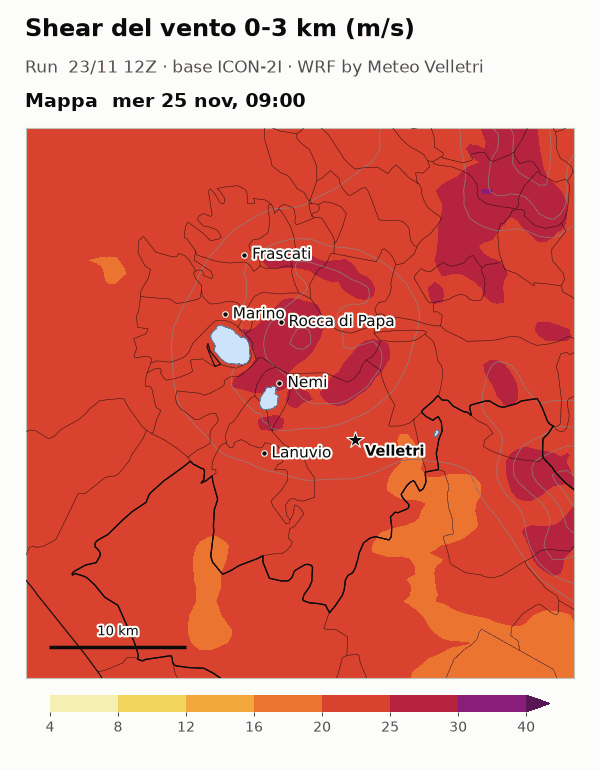 Shear del vento 0-3 km (m/s)
Run  23/11 12Z · base ICON-2I · WRF by Meteo Velletri
Mappa  mer 25 nov, 09:00
Frascati
Marino
Rocca di Papa
Nemi
Velletri
Lanuvio
10 km
4 8 12 16 20 25 30 40